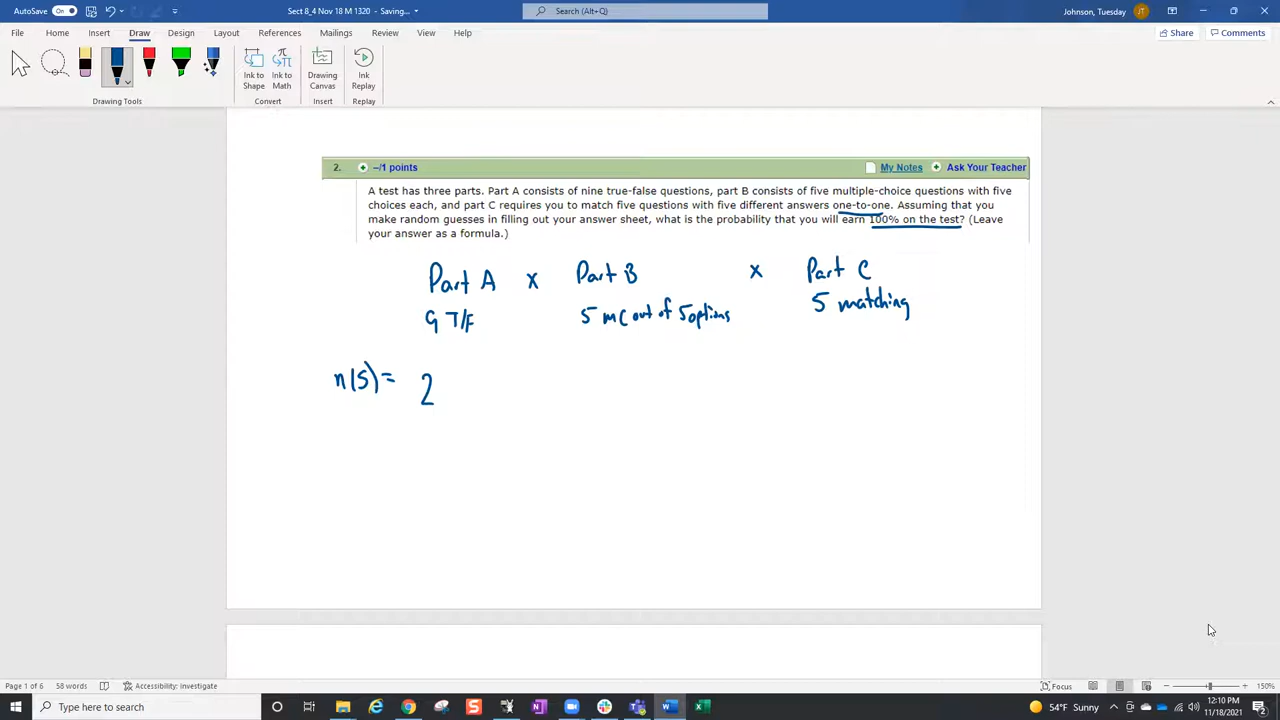 AutoSave On Sect 8_4 Nov 18 M 1320 - Saving... Search (Alt+Q) Johnson, Tuesday JT
File Home Insert Draw Design Layout References Mailings Review View Help Share Comments
Ink to Shape Ink to Math Drawing Canvas Ink Replay
Drawing Tools Convert Insert Replay
2. –/1 points My Notes Ask Your Teacher
A test has three parts. Part A consists of nine true-false questions, part B consists of five multiple-choice questions with five
choices each, and part C requires you to match five questions with five different answers one-to-one. Assuming that you
make random guesses in filling out your answer sheet, what is the probability that you will earn 100% on the test? (Leave
your answer as a formula.)
Part A x Part B x Part C
9 T/F 5 MC out of 5 options 5 matching
n(S) = 2
Page 1 of 6 58 words Accessibility: Investigate Focus 150%
Type here to search 54°F Sunny 12:10 PM
11/18/2021